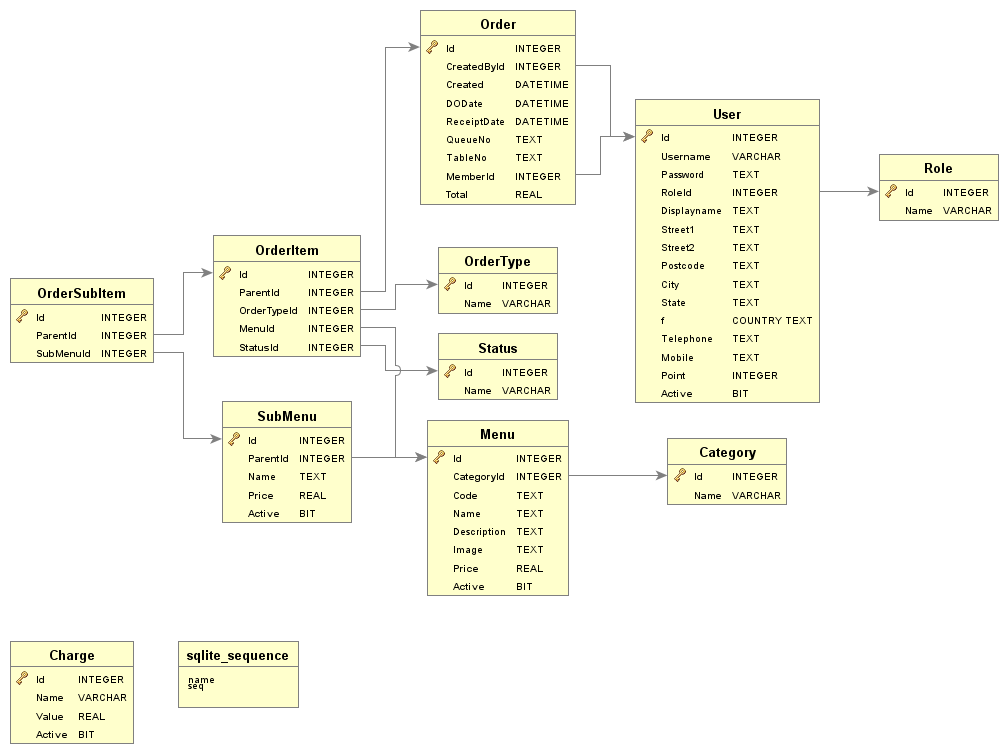 Order
Id INTEGER
CreatedById INTEGER
Created DATETIME
DODate DATETIME
ReceiptDate DATETIME
QueueNo TEXT
TableNo TEXT
MemberId INTEGER
Total REAL
User
Id INTEGER
Username VARCHAR
Password TEXT
RoleId INTEGER
Displayname TEXT
Street1 TEXT
Street2 TEXT
Postcode TEXT
City TEXT
State TEXT
f COUNTRY TEXT
Telephone TEXT
Mobile TEXT
Point INTEGER
Active BIT
Role
Id INTEGER
Name VARCHAR
OrderItem
Id INTEGER
ParentId INTEGER
OrderTypeId INTEGER
MenuId INTEGER
StatusId INTEGER
OrderType
Id INTEGER
Name VARCHAR
OrderSubItem
Id INTEGER
ParentId INTEGER
SubMenuId INTEGER
Status
Id INTEGER
Name VARCHAR
SubMenu
Id INTEGER
ParentId INTEGER
Name TEXT
Price REAL
Active BIT
Menu
Id INTEGER
CategoryId INTEGER
Code TEXT
Name TEXT
Description TEXT
Image TEXT
Price REAL
Active BIT
Category
Id INTEGER
Name VARCHAR
Charge
Id INTEGER
Name VARCHAR
Value REAL
Active BIT
sqlite_sequence
name
seq